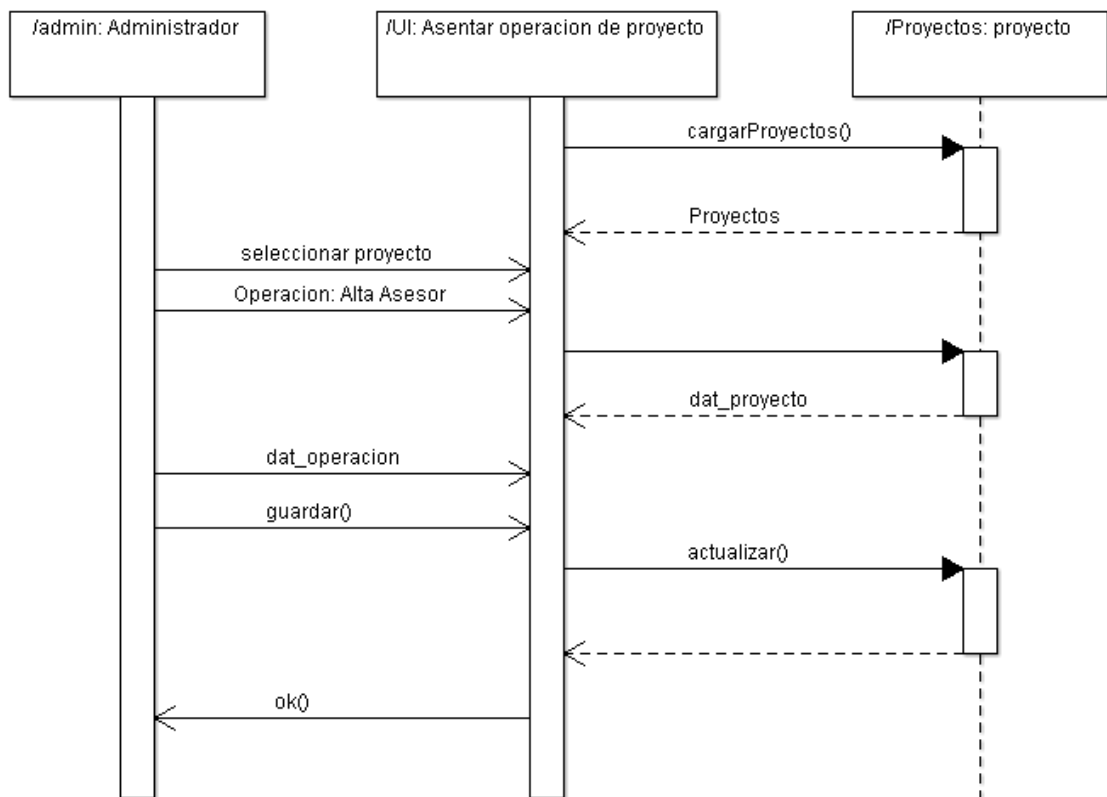 /admin: Administrador
/UI: Asentar operacion de proyecto
/Proyectos: proyecto
cargarProyectos()
Proyectos
seleccionar proyecto
Operacion: Alta Asesor
dat_proyecto
dat_operacion
guardar()
actualizar()
ok()